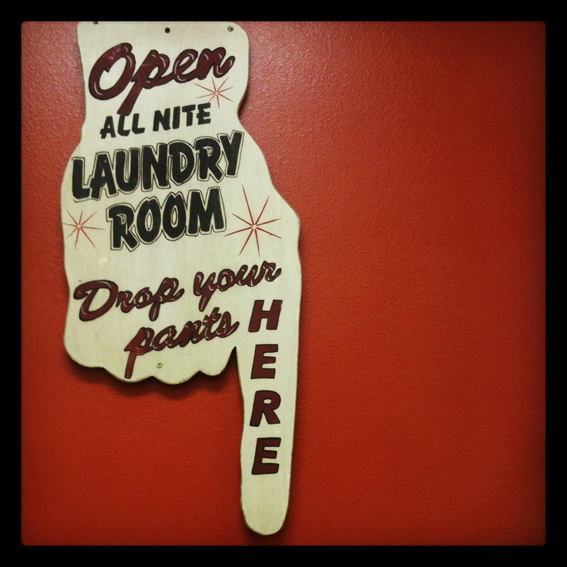 Open
ALL NITE
LAUNDRY
ROOM
Drop your
pants
HERE